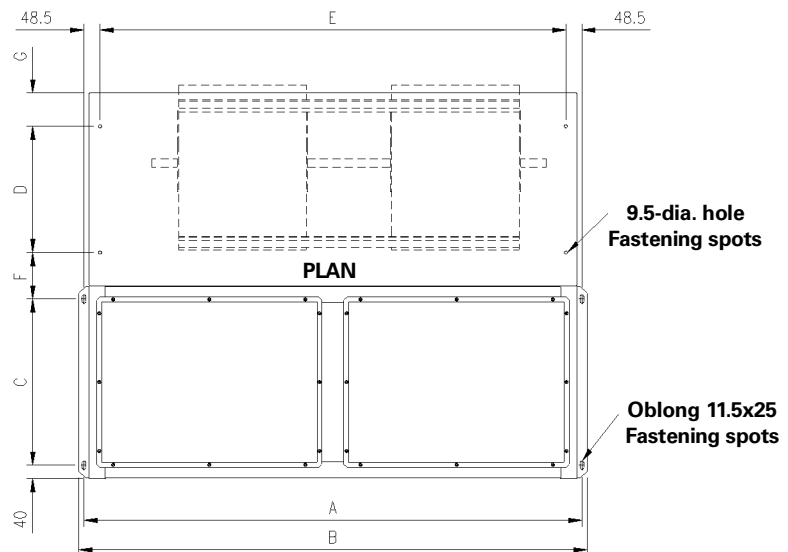 48.5
E
48.5
G
D
9.5-dia. hole
Fastening spots
PLAN
F
C
Oblong 11.5x25
Fastening spots
40
A
B